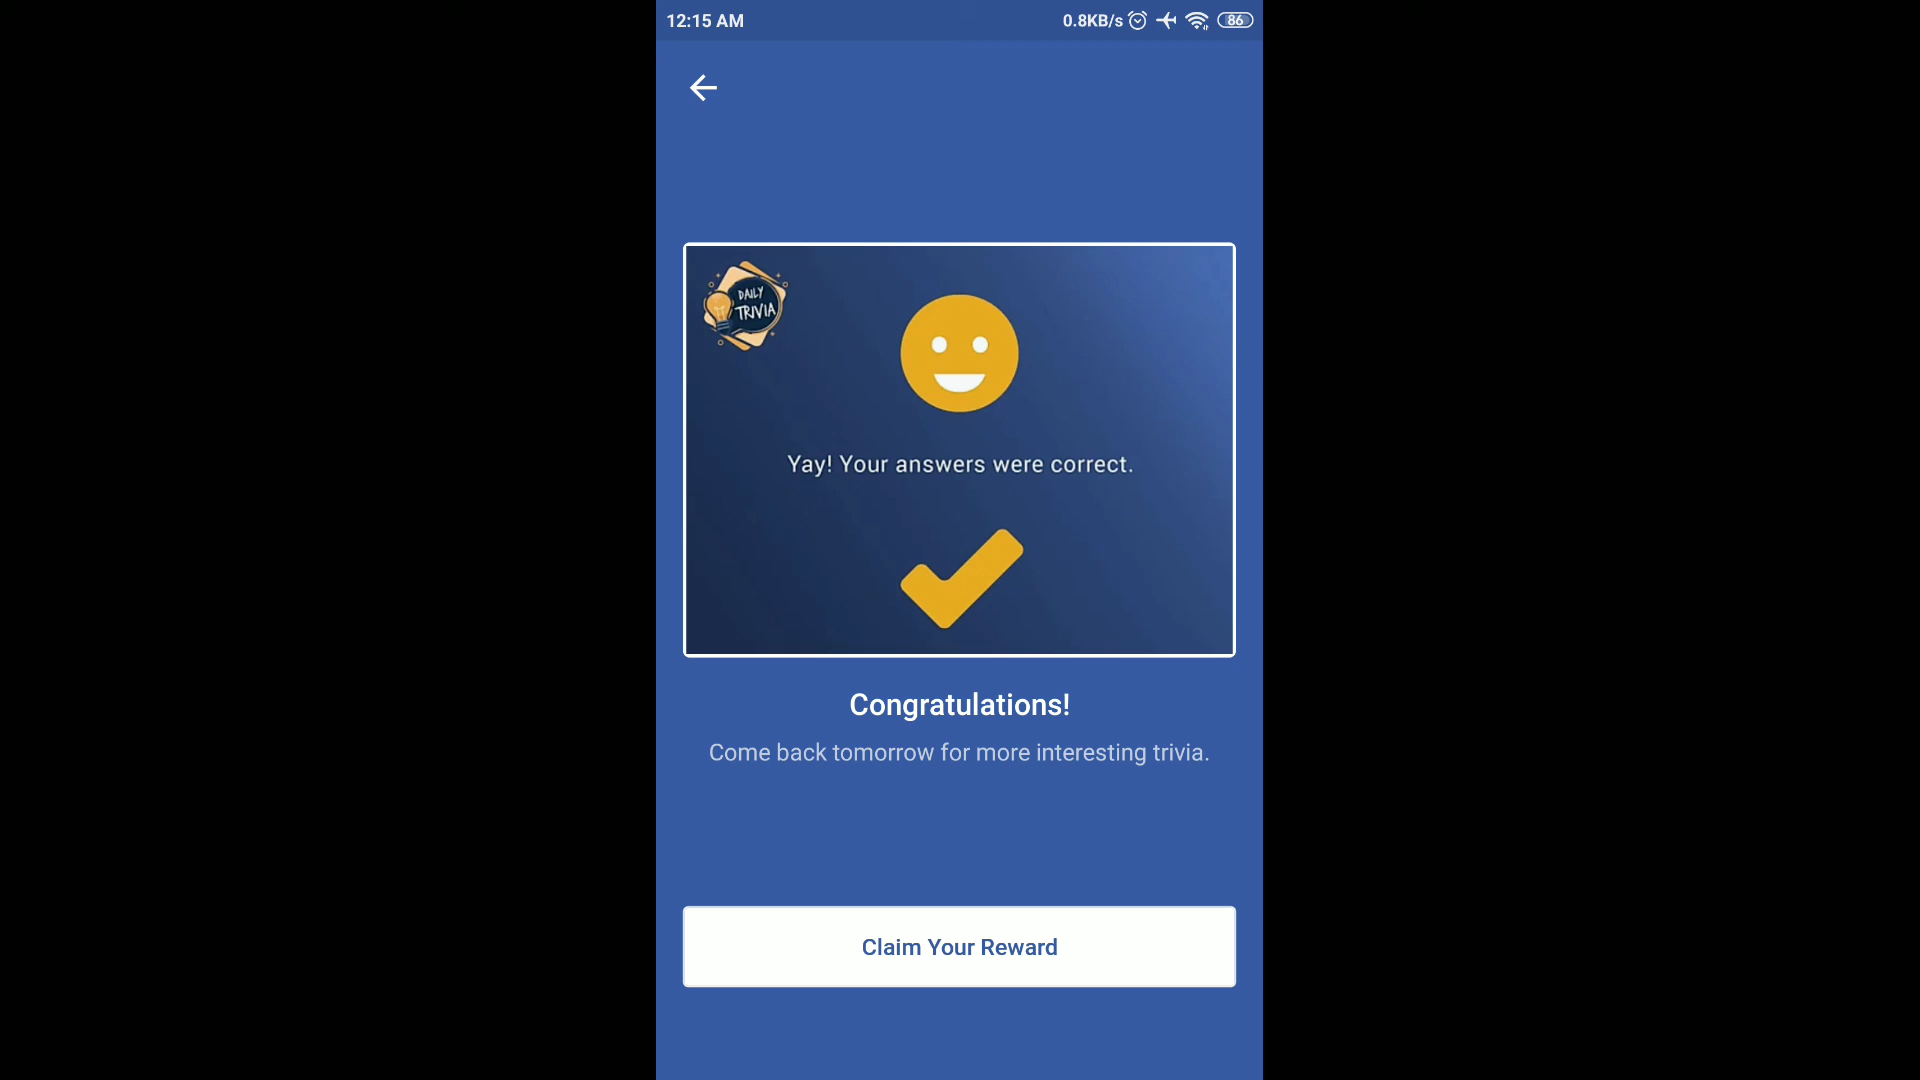 12:15 AM 0.8KB/s 86
DAILY
TRIVIA
Yay! Your answers were correct.
Congratulations!
Come back tomorrow for more interesting trivia.
Claim Your Reward